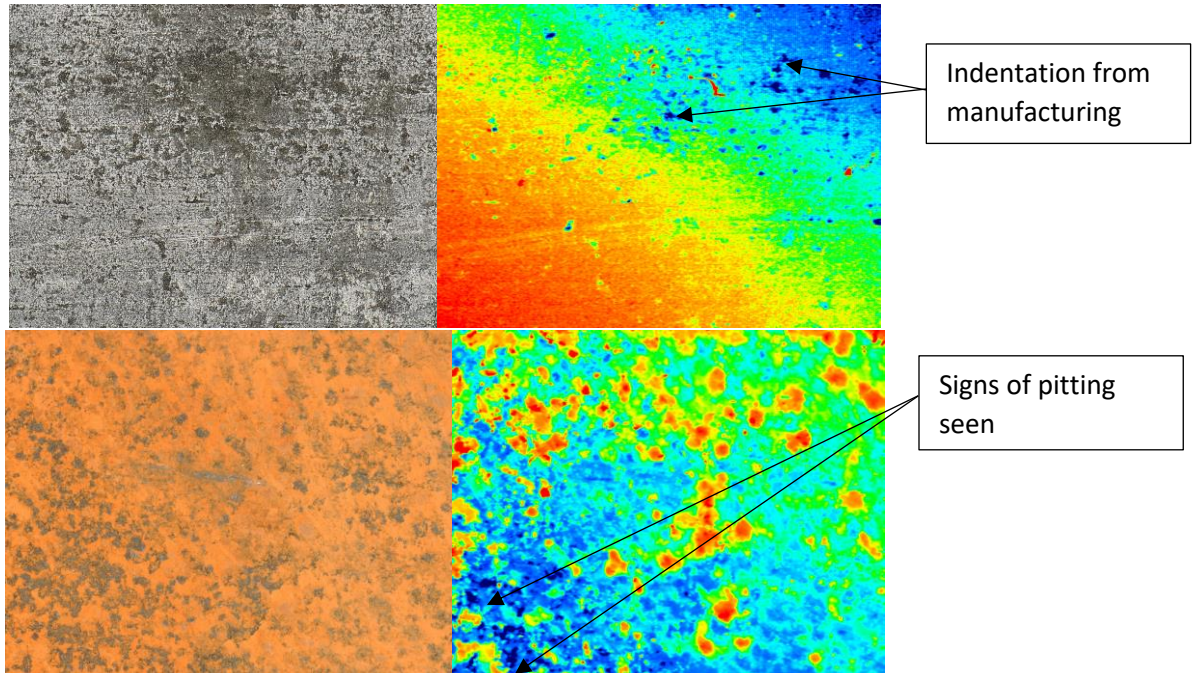 Indentation from
manufacturing
Signs of pitting
seen